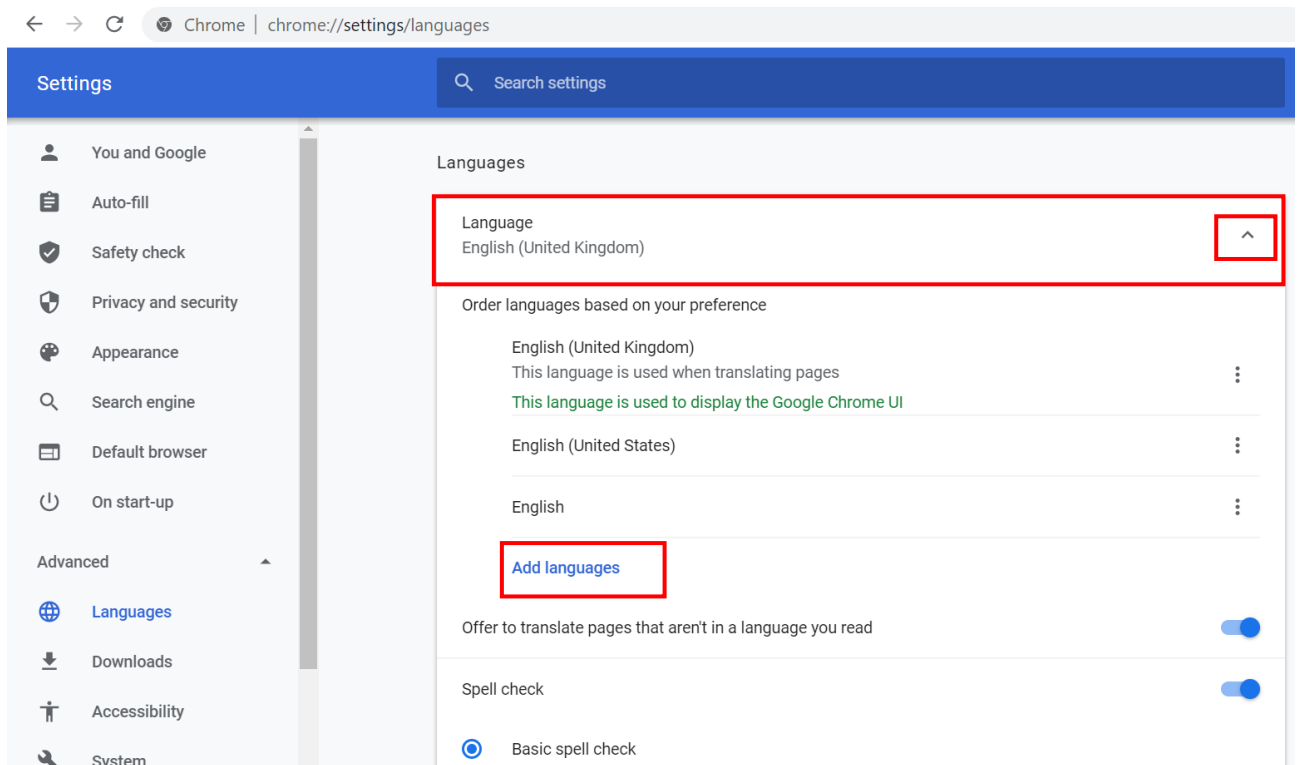 Chrome | chrome://settings/languages
Settings
Search settings
You and Google
Auto-fill
Safety check
Privacy and security
Appearance
Search engine
Default browser
On start-up
Advanced
Languages
Downloads
Accessibility
System
Languages
Language
English (United Kingdom)
Order languages based on your preference
English (United Kingdom)
This language is used when translating pages
This language is used to display the Google Chrome UI
English (United States)
English
Add languages
Offer to translate pages that aren't in a language you read
Spell check
Basic spell check